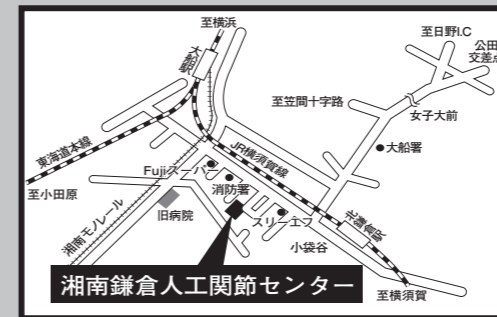 至横浜
至日野I.C
公田
交差点
大船駅
至笠間十字路
女子大前
大船署
東海道本線
JR横須賀線
Fujiスーパー
消防署
至小田原
旧病院
スリーエフ
北鎌倉駅
湘南モノレール
小袋谷
湘南鎌倉人工関節センター
至横須賀